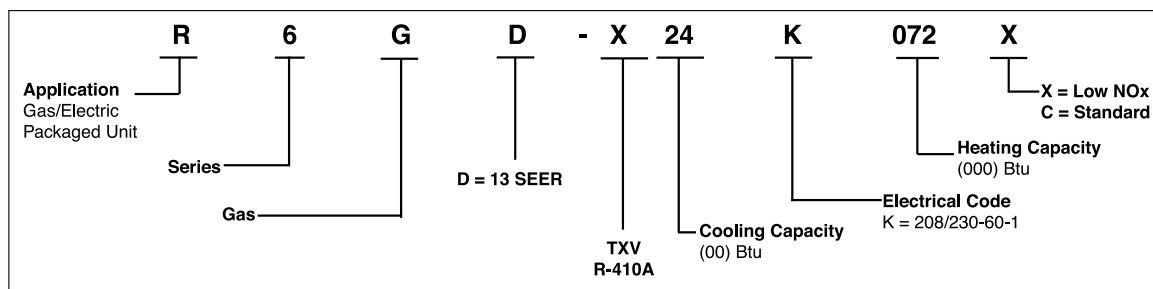 R 6 G D - X 24 K 072 X
Application
Gas/Electric
Packaged Unit
X = Low NOx
C = Standard
Heating Capacity
(000) Btu
Series
D = 13 SEER
Electrical Code
K = 208/230-60-1
Gas
Cooling Capacity
(00) Btu
TXV
R-410A